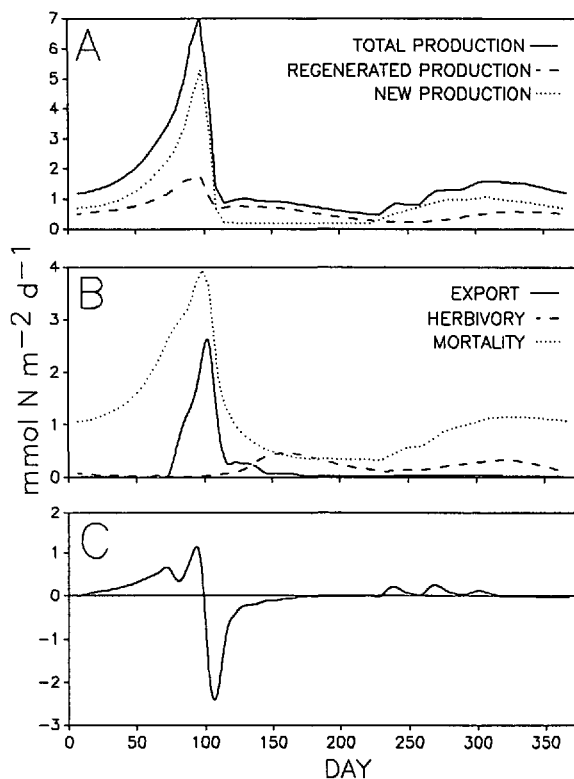 A
7
6
5
4
3
2
1
0
TOTAL PRODUCTION
REGENERATED PRODUCTION
NEW PRODUCTION
B
4
3
2
1
0
EXPORT
HERBIVORY
MORTALITY
mmol N m−2 d−1
C
2
1
0
−1
−2
−3
0 50 100 150 200 250 300 350
DAY